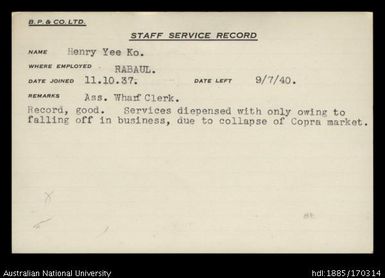 B.P.& CO. LTD.
STAFF SERVICE RECORD
NAME Henry Yee Ko.
WHERE EMPLOYED RABAUL.
DATE JOINED 11.10.37. DATE LEFT 9/7/40.
REMARKS Ass. Wharf Clerk.
Record, good. Services diepensed with only owing to
falling off in business, due to collapse of Copra market.
Australian National University
hdl:1885/170314